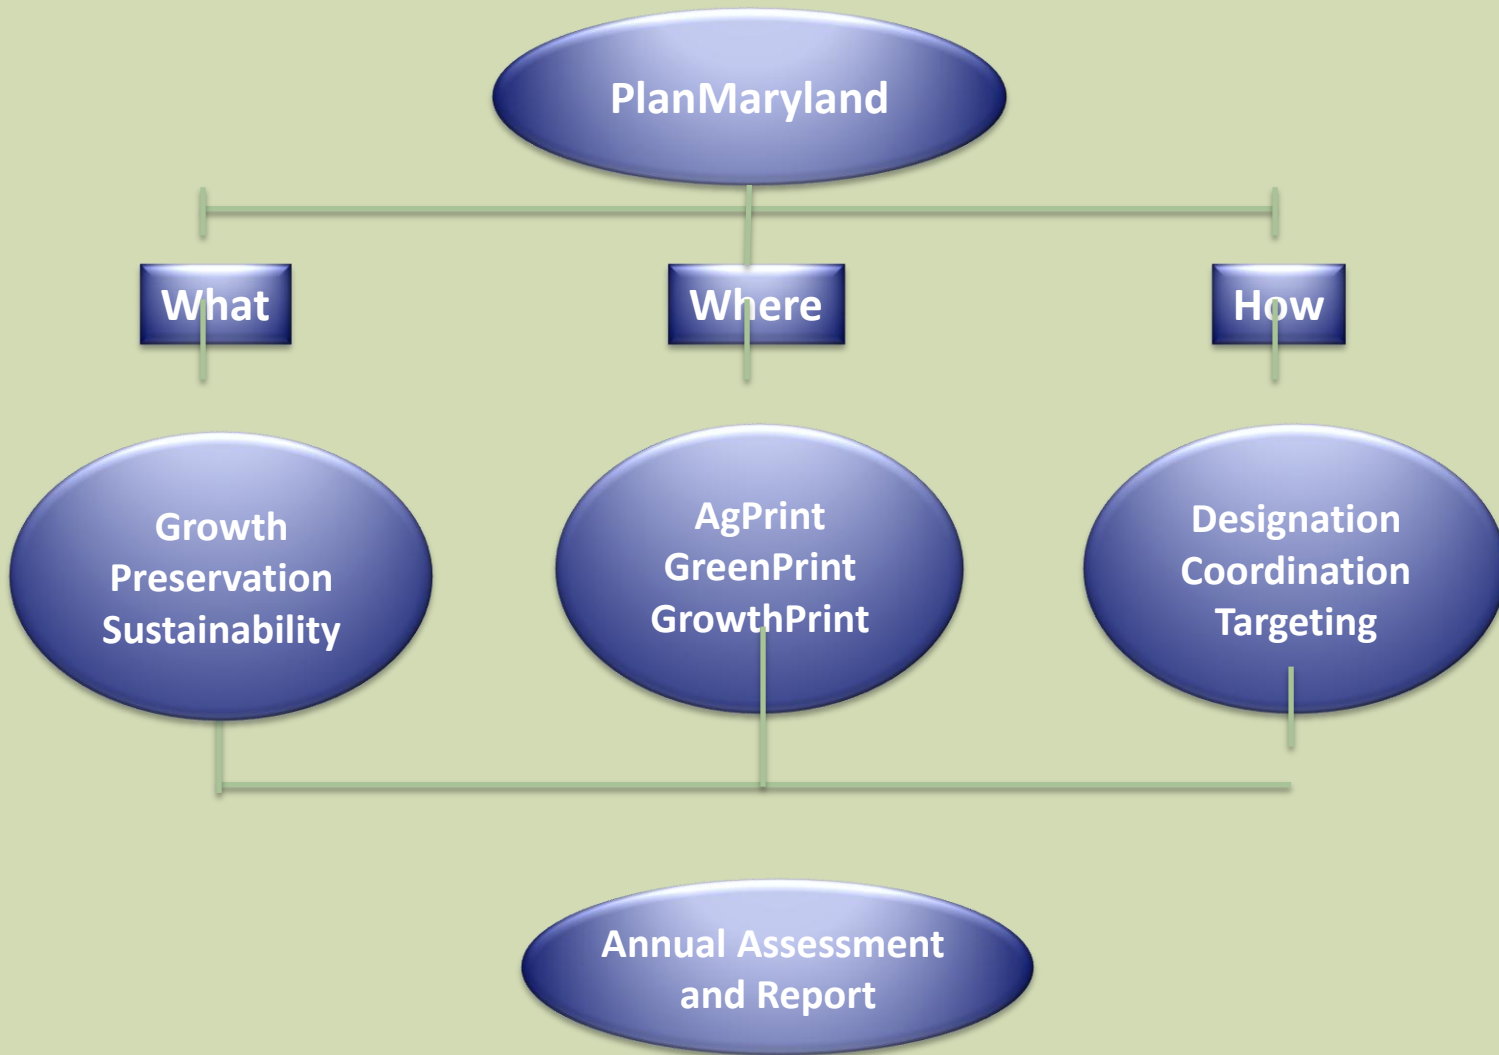 PlanMaryland
What
Where
How
Growth
Preservation
Sustainability
AgPrint
GreenPrint
GrowthPrint
Designation
Coordination
Targeting
Annual Assessment
and Report